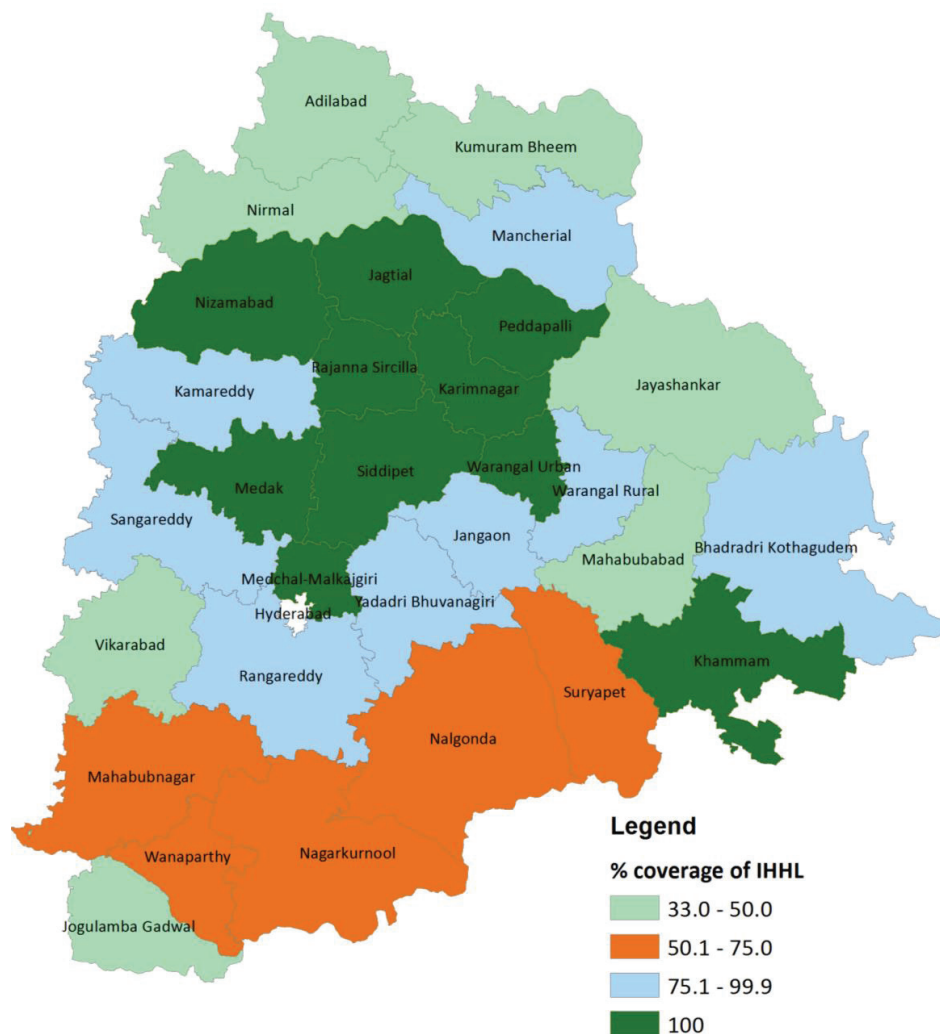 Adilabad
Kumuram Bheem
Nirmal
Mancherial
Jagtial
Nizamabad
Peddapalli
Rajanna Sircilla
Kamareddy
Karimnagar
Jayashankar
Warangal Urban
Siddipet
Medak
Warangal Rural
Sangareddy
Jangaon
Bhadradri Kothagudem
Mahabubabad
Medchal-Malkajgiri
Yadadri Bhuvanagiri
Hyderabad
Vikarabad
Khammam
Rangareddy
Suryapet
Nalgonda
Mahabubnagar
Wanaparthy
Nagarkurnool
Jogulamba Gadwal
Legend
% coverage of IHHL
33.0 - 50.0
50.1 - 75.0
75.1 - 99.9
100